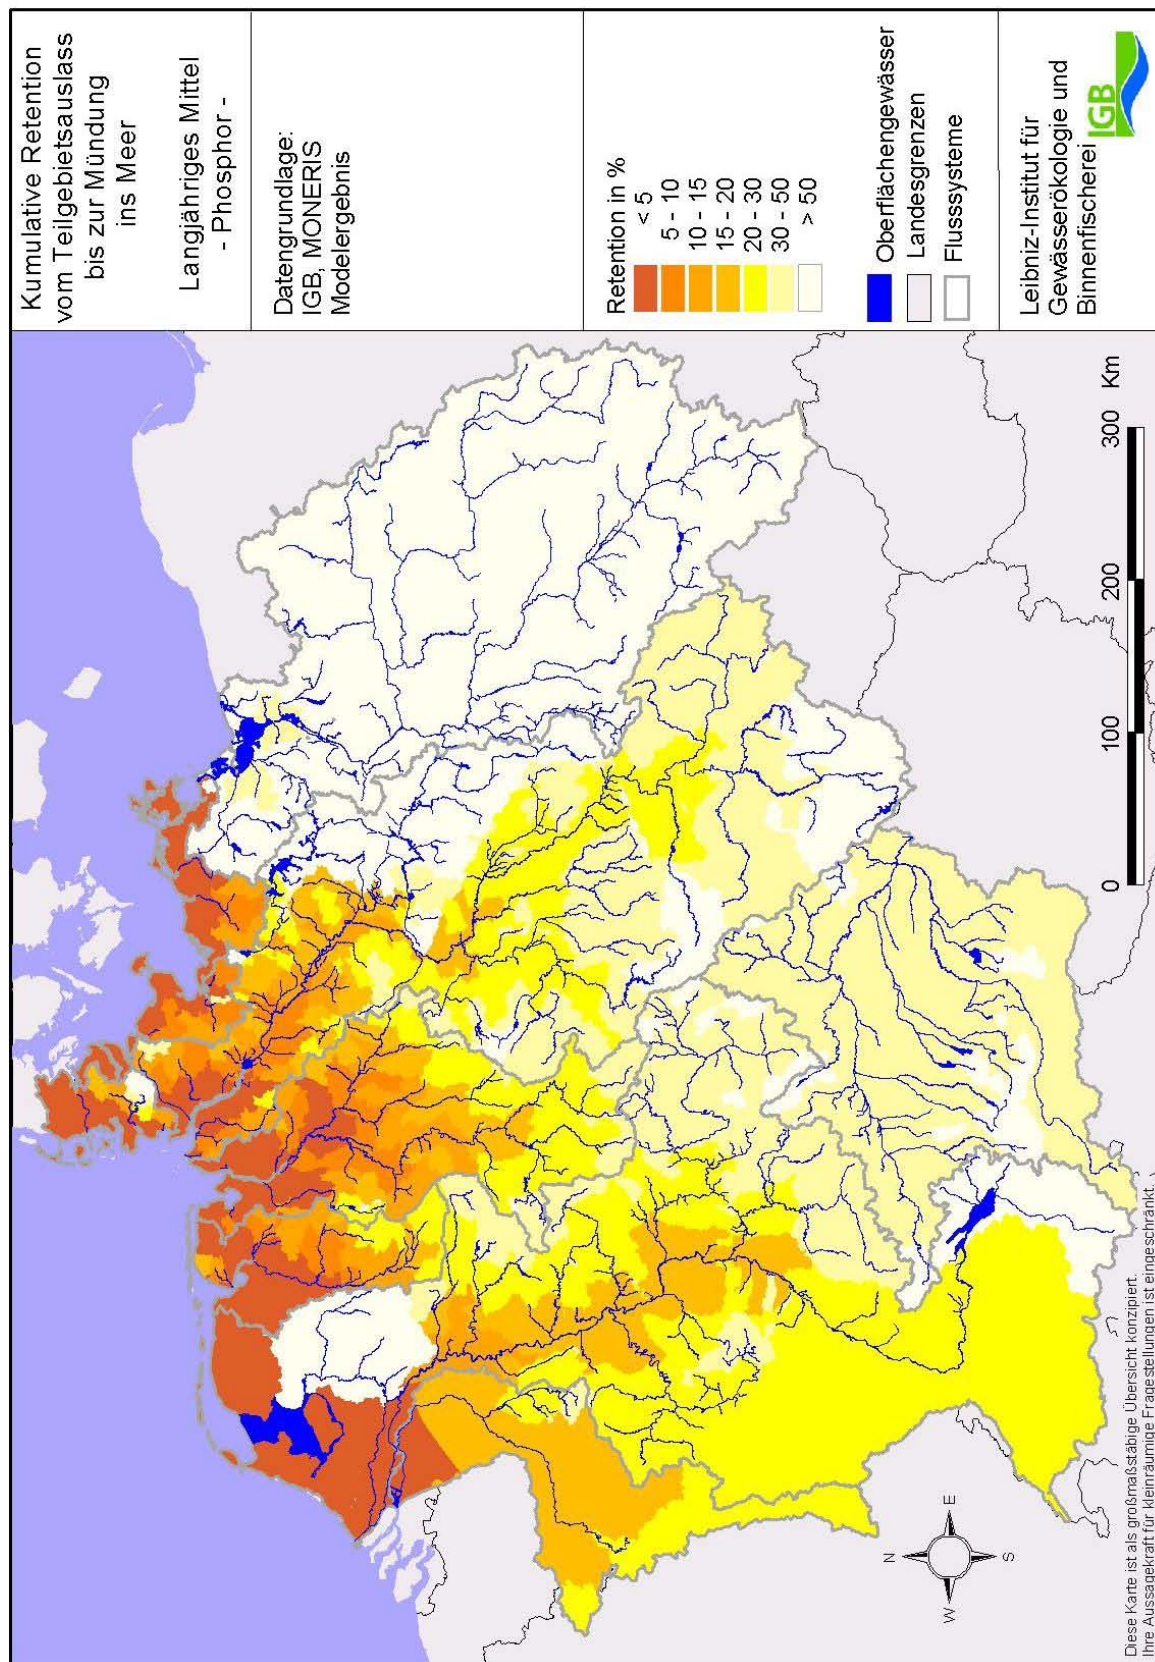 Kumulative Retention
vom Teilgebietsauslass
bis zur Mündung
ins Meer
Langjähriges Mittel
- Phosphor -
Datengrundlage:
IGB, MONERIS
Modelergebnis
Retention in %
< 5
5 - 10
10 - 15
15 - 20
20 - 30
30 - 50
> 50
Oberflächengewässer
Landesgrenzen
Flusssysteme
Leibniz-Institut für
Gewässerökologie und
Binnenfischerei
IGB
0 100 200 300 Km
N
W E
S
Diese Karte ist als großmaßstäbige Übersicht konzipiert.
Ihre Aussagekraft für kleinräumige Fragestellungen ist eingeschränkt.